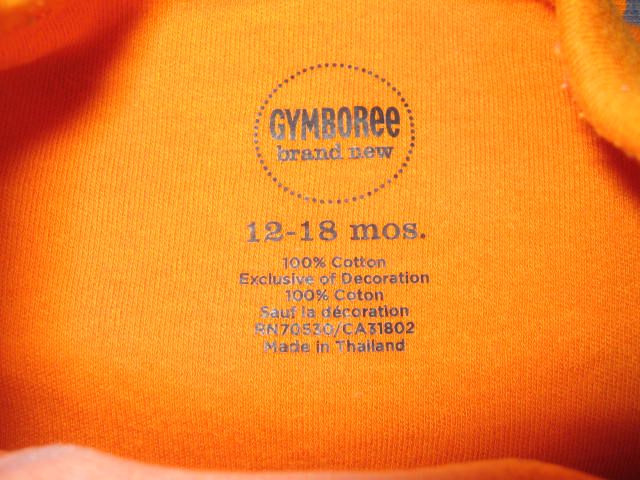 GYMBORee
brand new
12-18 mos.
100% Cotton
Exclusive of Decoration
100% Coton
Sauf la décoration
RN70530/CA31802
Made in Thailand